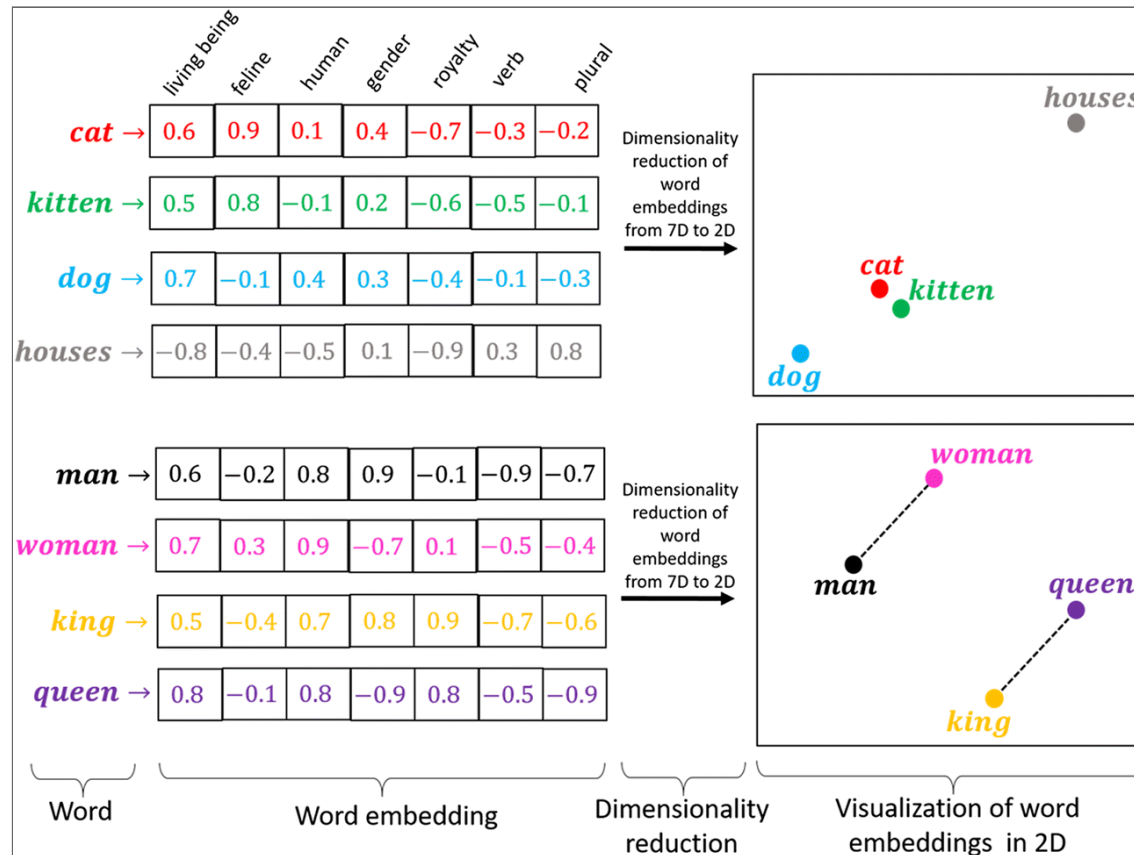 living being feline human gender royalty verb plural
cat → 0.6 0.9 0.1 0.4 −0.7 −0.3 −0.2
kitten → 0.5 0.8 −0.1 0.2 −0.6 −0.5 −0.1
dog → 0.7 −0.1 0.4 0.3 −0.4 −0.1 −0.3
houses → −0.8 −0.4 −0.5 0.1 −0.9 0.3 0.8
Dimensionality
reduction of
word
embeddings
from 7D to 2D
houses
cat
kitten
dog
man → 0.6 −0.2 0.8 0.9 −0.1 −0.9 −0.7
woman → 0.7 0.3 0.9 −0.7 0.1 −0.5 −0.4
king → 0.5 −0.4 0.7 0.8 0.9 −0.7 −0.6
queen → 0.8 −0.1 0.8 −0.9 0.8 −0.5 −0.9
Dimensionality
reduction of
word
embeddings
from 7D to 2D
woman
man
queen
king
Word
Word embedding
Dimensionality
reduction
Visualization of word
embeddings in 2D